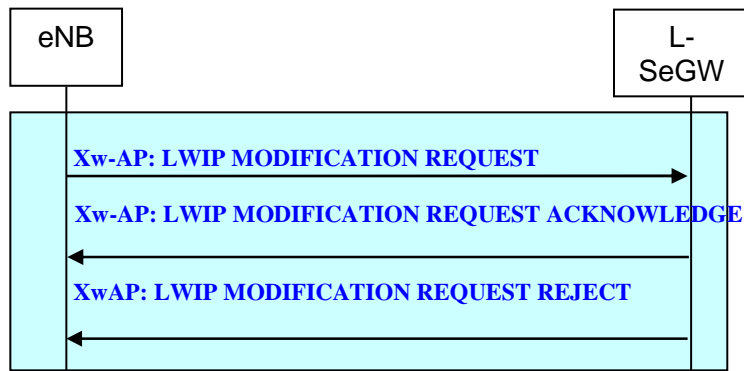 eNB
L-
SeGW
Xw-AP: LWIP MODIFICATION REQUEST
Xw-AP: LWIP MODIFICATION REQUEST ACKNOWLEDGE
XwAP: LWIP MODIFICATION REQUEST REJECT